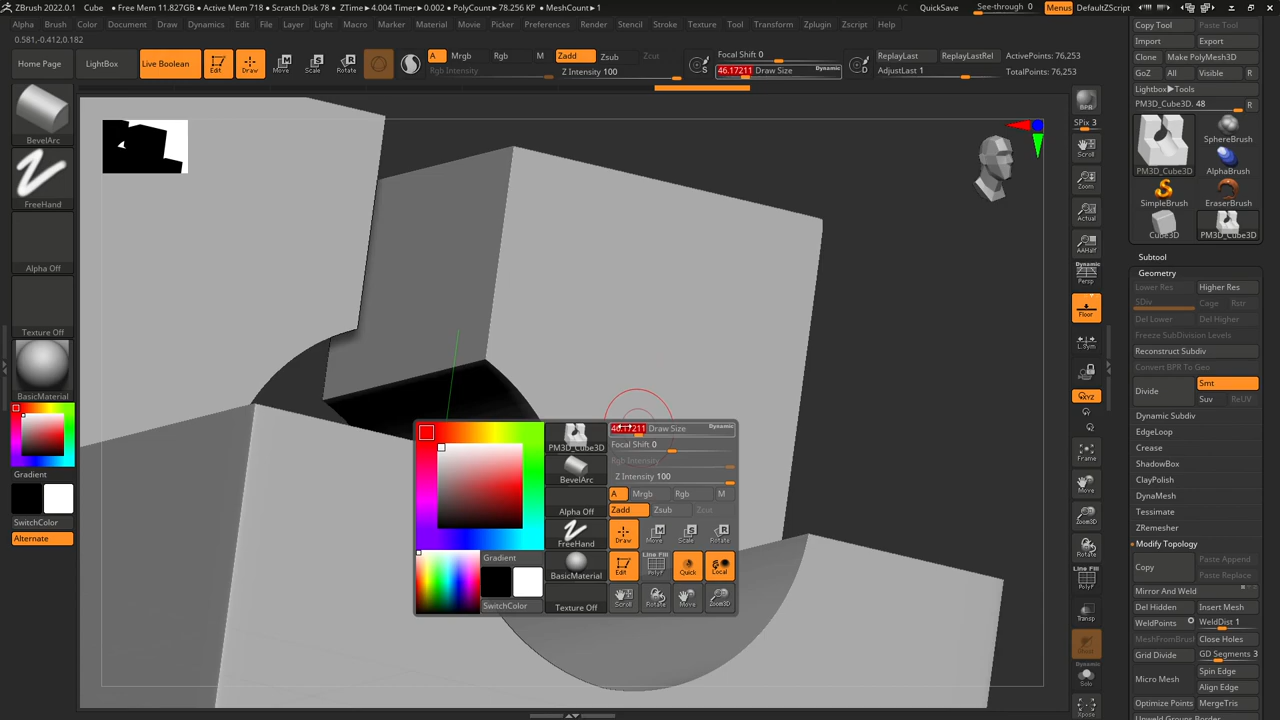 ZBrush 2022.0.1 Cube • Free Mem 11.827GB • Active Mem 718 • Scratch Disk 78 • ZTime▸4.004 Timer▸0.002 • PolyCount▸78.256 KP • MeshCount▸1 AC QuickSave See-through 0 Menus DefaultZScript
Alpha Brush Color Document Draw Dynamics Edit File Layer Light Macro Marker Material Movie Picker Preferences Render Stencil Stroke Texture Tool Transform Zplugin Zscript Help
0.581,-0.412,0.182
Home Page LightBox Live Boolean Edit Draw Move Scale Rotate
A Mrgb Rgb M Zadd Zsub Zcut
Rgb Intensity Z Intensity 100
Focal Shift 0
46.17211 Draw Size Dynamic
S D
ReplayLast ReplayLastRel ActivePoints: 76,253
AdjustLast 1 TotalPoints: 76,253
BevelArc
FreeHand
Alpha Off
Texture Off
BasicMaterial
Gradient
SwitchColor
Alternate
46.17211 Draw Size Dynamic
PM3D_Cube3D
Focal Shift 0
Rgb Intensity
BevelArc
Z Intensity 100
A Mrgb Rgb M
Alpha Off
Zadd Zsub Zcut
FreeHand
Draw Move Scale Rotate
Gradient
BasicMaterial
Line Fill
Edit PolyF Quick Local
SwitchColor
Texture Off
Scroll Rotate Move Zoom3D
BPR
SPix 3
Scroll
Zoom
Actual
AAHalf
Dynamic
Persp
Floor
L.Sym
XYZ
Frame
Move
Zoom3D
Rotate
Line Fill
PolyF
Transp
Dynamic
Solo
Xpose
Copy Tool Paste Tool
Import Export
Clone Make PolyMesh3D
GoZ All Visible R
Lightbox▸Tools
PM3D_Cube3D. 48 R
PM3D_Cube3D
SphereBrush
AlphaBrush
SimpleBrush EraserBrush
Cube3D PM3D_Cube3D
Subtool
Geometry
Lower Res Higher Res
SDiv Cage Rstr
Del Lower Del Higher
Freeze SubDivision Levels
Reconstruct Subdiv
Convert BPR To Geo
Divide Smt
Suv ReUV
Dynamic Subdiv
EdgeLoop
Crease
ShadowBox
ClayPolish
DynaMesh
Tessimate
ZRemesher
Modify Topology
Copy Paste Append
Paste Replace
Mirror And Weld
Del Hidden Insert Mesh
WeldPoints WeldDist 1
MeshFromBrush Close Holes
Grid Divide GD Segments 3
Micro Mesh Spin Edge
Align Edge
Optimize Points MergeTris